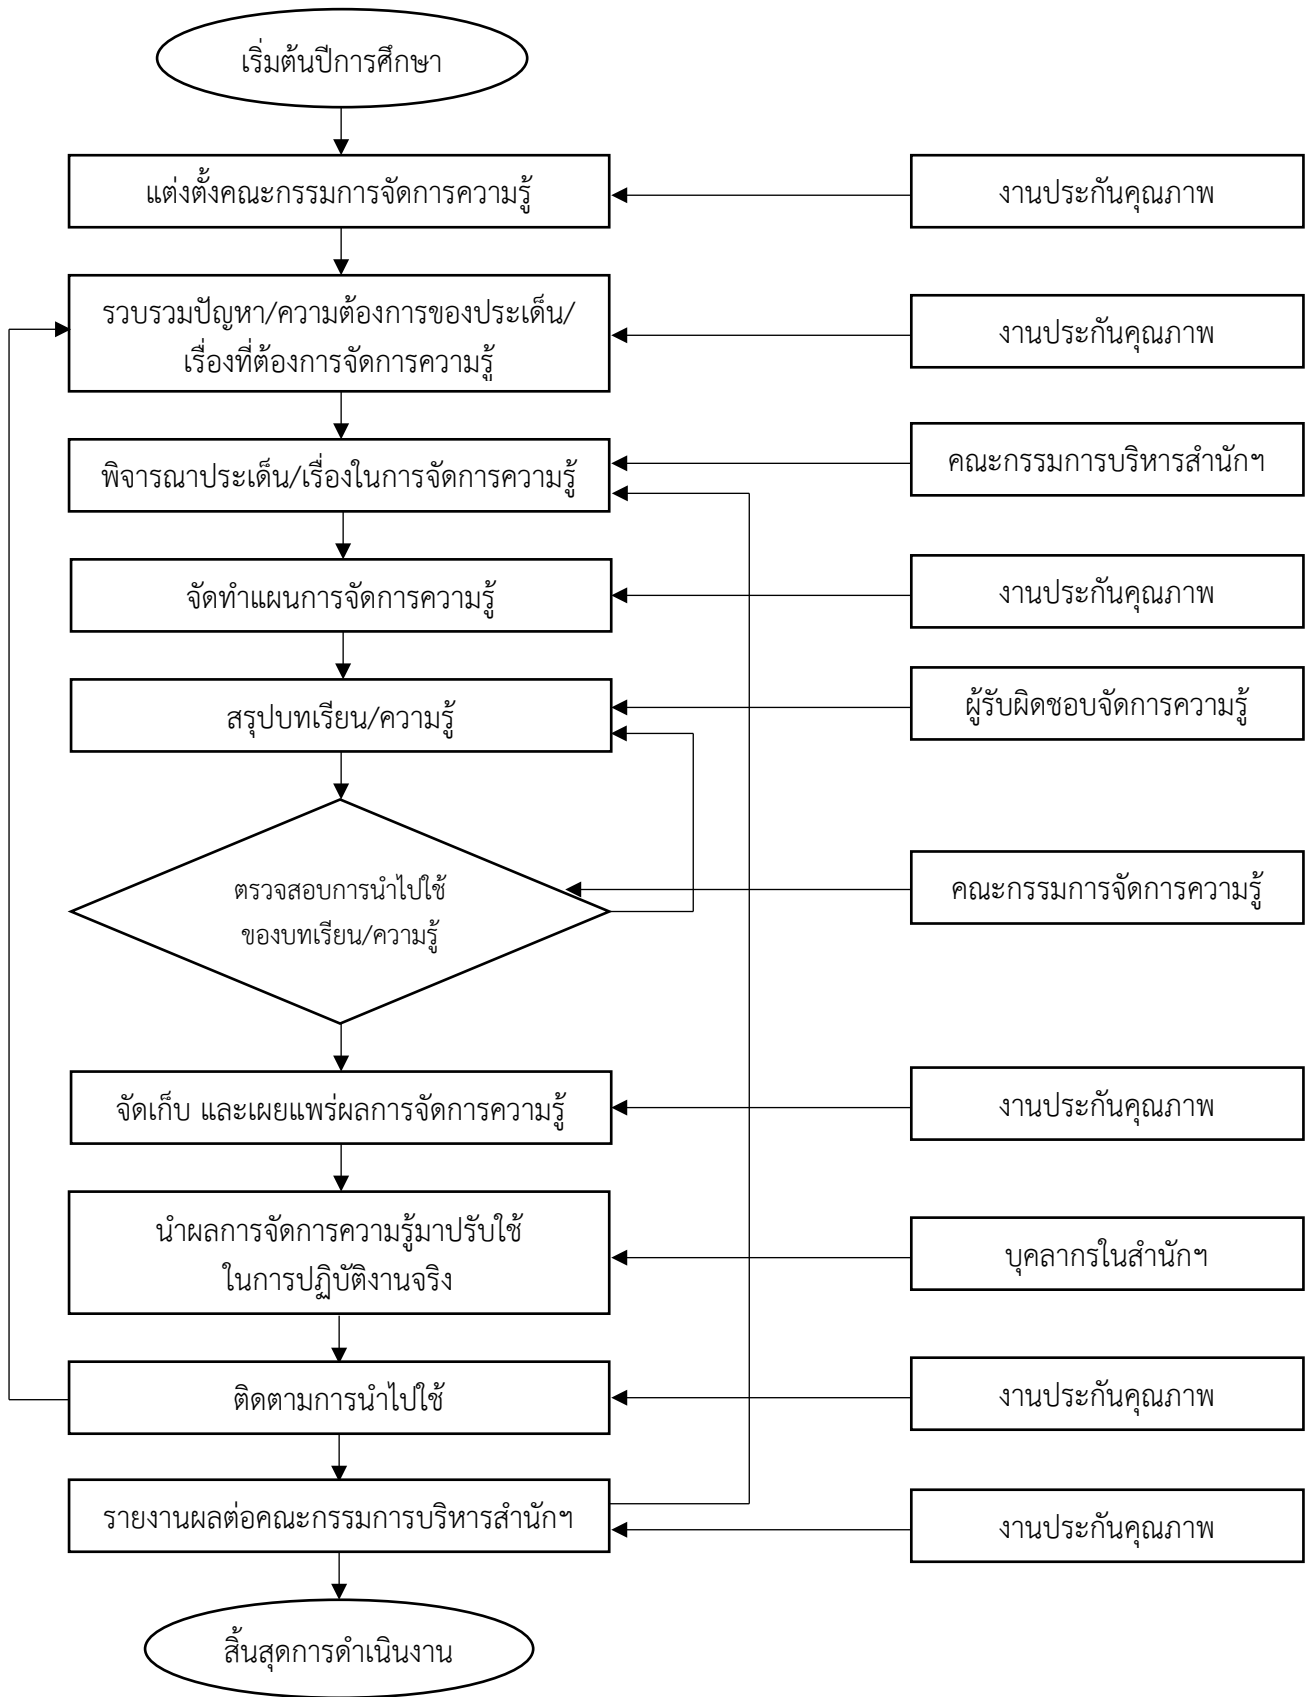 เริ่มต้นปีการศึกษา
แต่งตั้งคณะกรรมการจัดการความรู้
งานประกันคุณภาพ
รวบรวมปัญหา/ความต้องการของประเด็น/
เรื่องที่ต้องการจัดการความรู้
งานประกันคุณภาพ
พิจารณาประเด็น/เรื่องในการจัดการความรู้
คณะกรรมการบริหารสำนักฯ
จัดทำแผนการจัดการความรู้
งานประกันคุณภาพ
สรุปบทเรียน/ความรู้
ผู้รับผิดชอบจัดการความรู้
ตรวจสอบการนำไปใช้
ของบทเรียน/ความรู้
คณะกรรมการจัดการความรู้
จัดเก็บ และเผยแพร่ผลการจัดการความรู้
งานประกันคุณภาพ
นำผลการจัดการความรู้มาปรับใช้
ในการปฏิบัติงานจริง
บุคลากรในสำนักฯ
ติดตามการนำไปใช้
งานประกันคุณภาพ
รายงานผลต่อคณะกรรมการบริหารสำนักฯ
งานประกันคุณภาพ
สิ้นสุดการดำเนินงาน